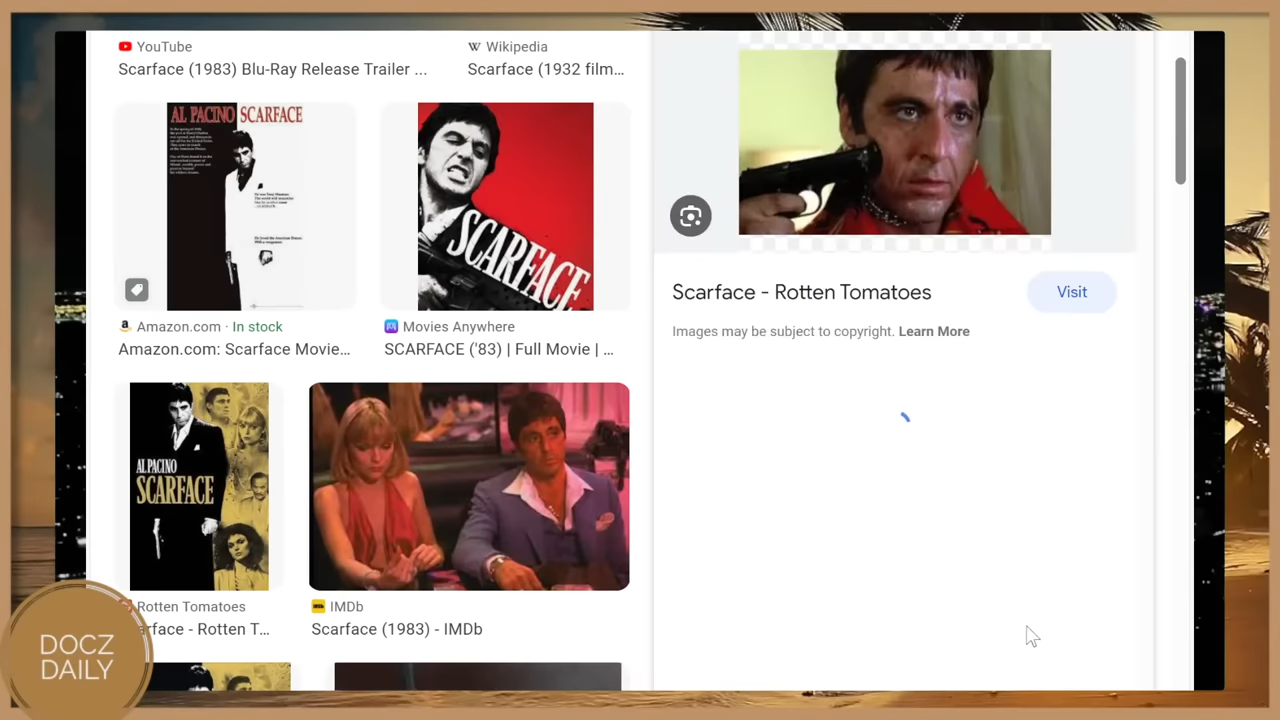 YouTube
Scarface (1983) Blu-Ray Release Trailer ...
Wikipedia
Scarface (1932 film...
AL PACINO SCARFACE
SCARFACE
Amazon.com · In stock
Amazon.com: Scarface Movie...
Movies Anywhere
SCARFACE ('83) | Full Movie | ...
AL PACINO
SCARFACE
Rotten Tomatoes
rface - Rotten T...
IMDb
Scarface (1983) - IMDb
Scarface - Rotten Tomatoes
Visit
Images may be subject to copyright. Learn More
DOCZ
DAILY